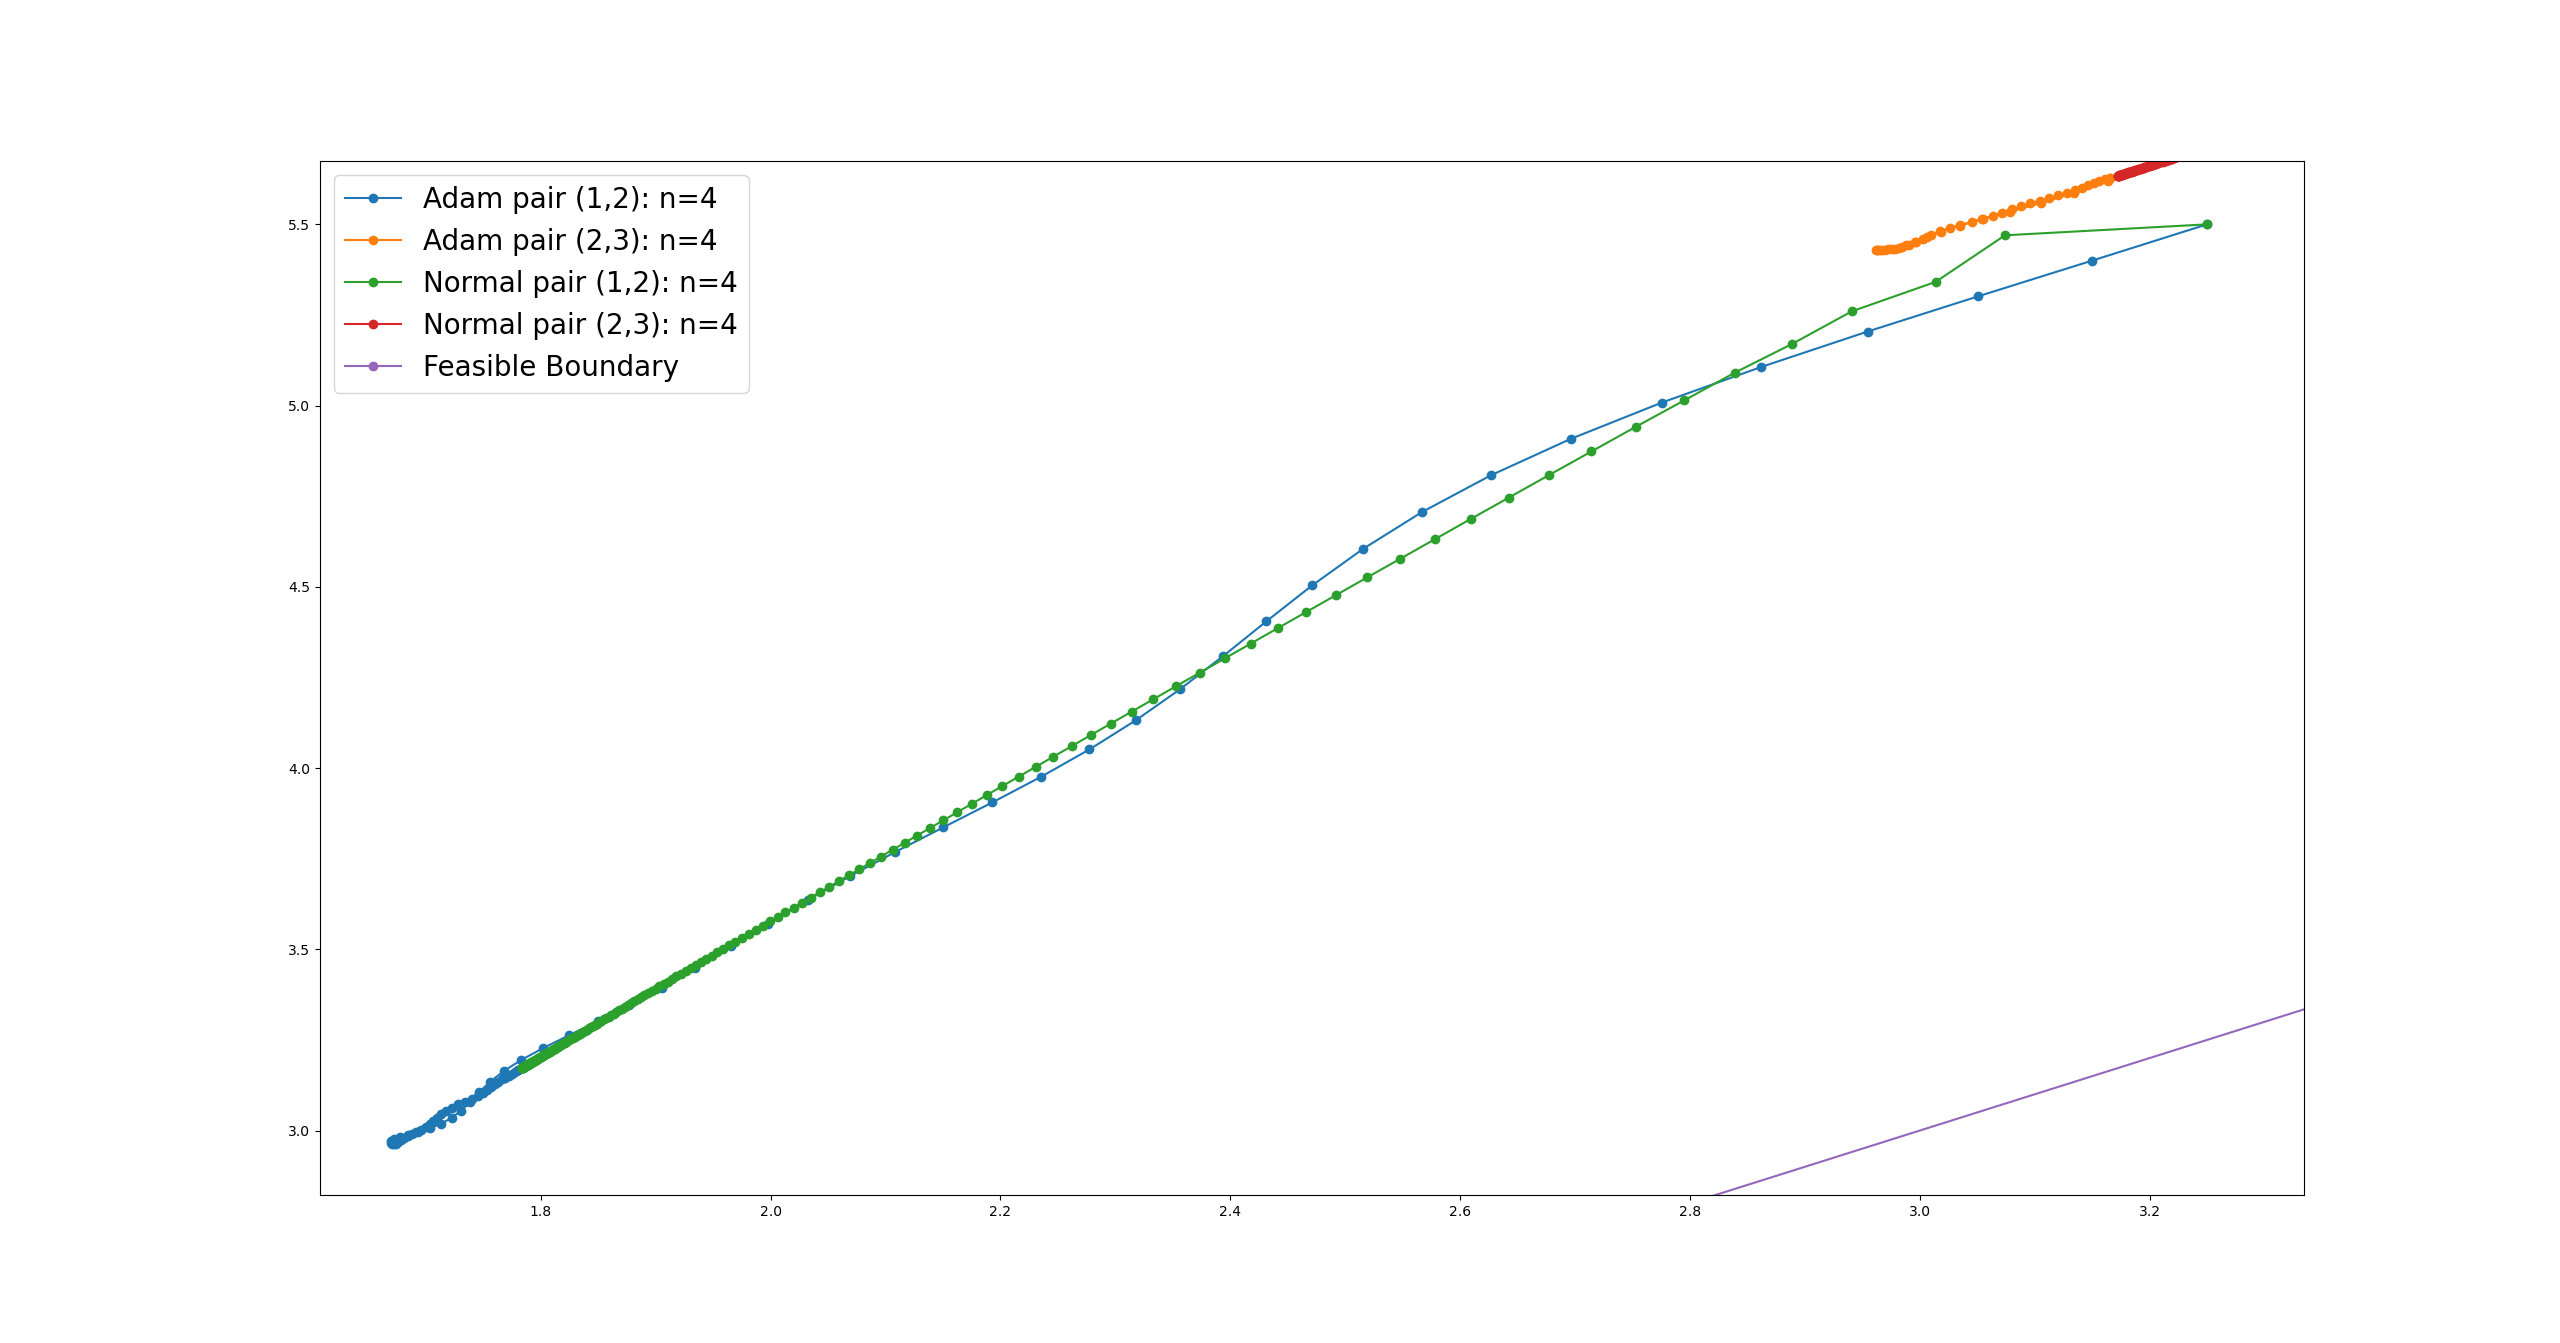 Adam pair (1,2): n=4
Adam pair (2,3): n=4
Normal pair (1,2): n=4
Normal pair (2,3): n=4
Feasible Boundary
5.5
5.0
4.5
4.0
3.5
3.0
1.8 2.0 2.2 2.4 2.6 2.8 3.0 3.2